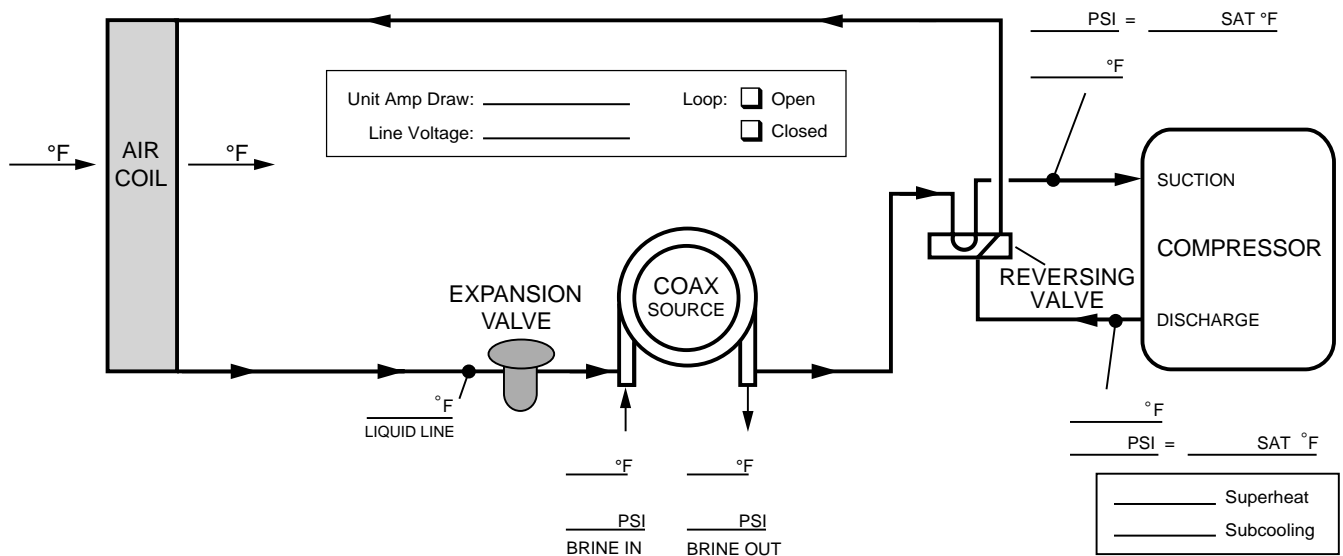 PSI = SAT °F
°F
Unit Amp Draw: Loop: Open
Line Voltage: Closed
°F AIR COIL °F
SUCTION
COMPRESSOR
REVERSING
VALVE
DISCHARGE
COAX
SOURCE
EXPANSION
VALVE
°F
LIQUID LINE
°F
PSI = SAT °F
°F °F
PSI PSI
BRINE IN BRINE OUT
Superheat
Subcooling